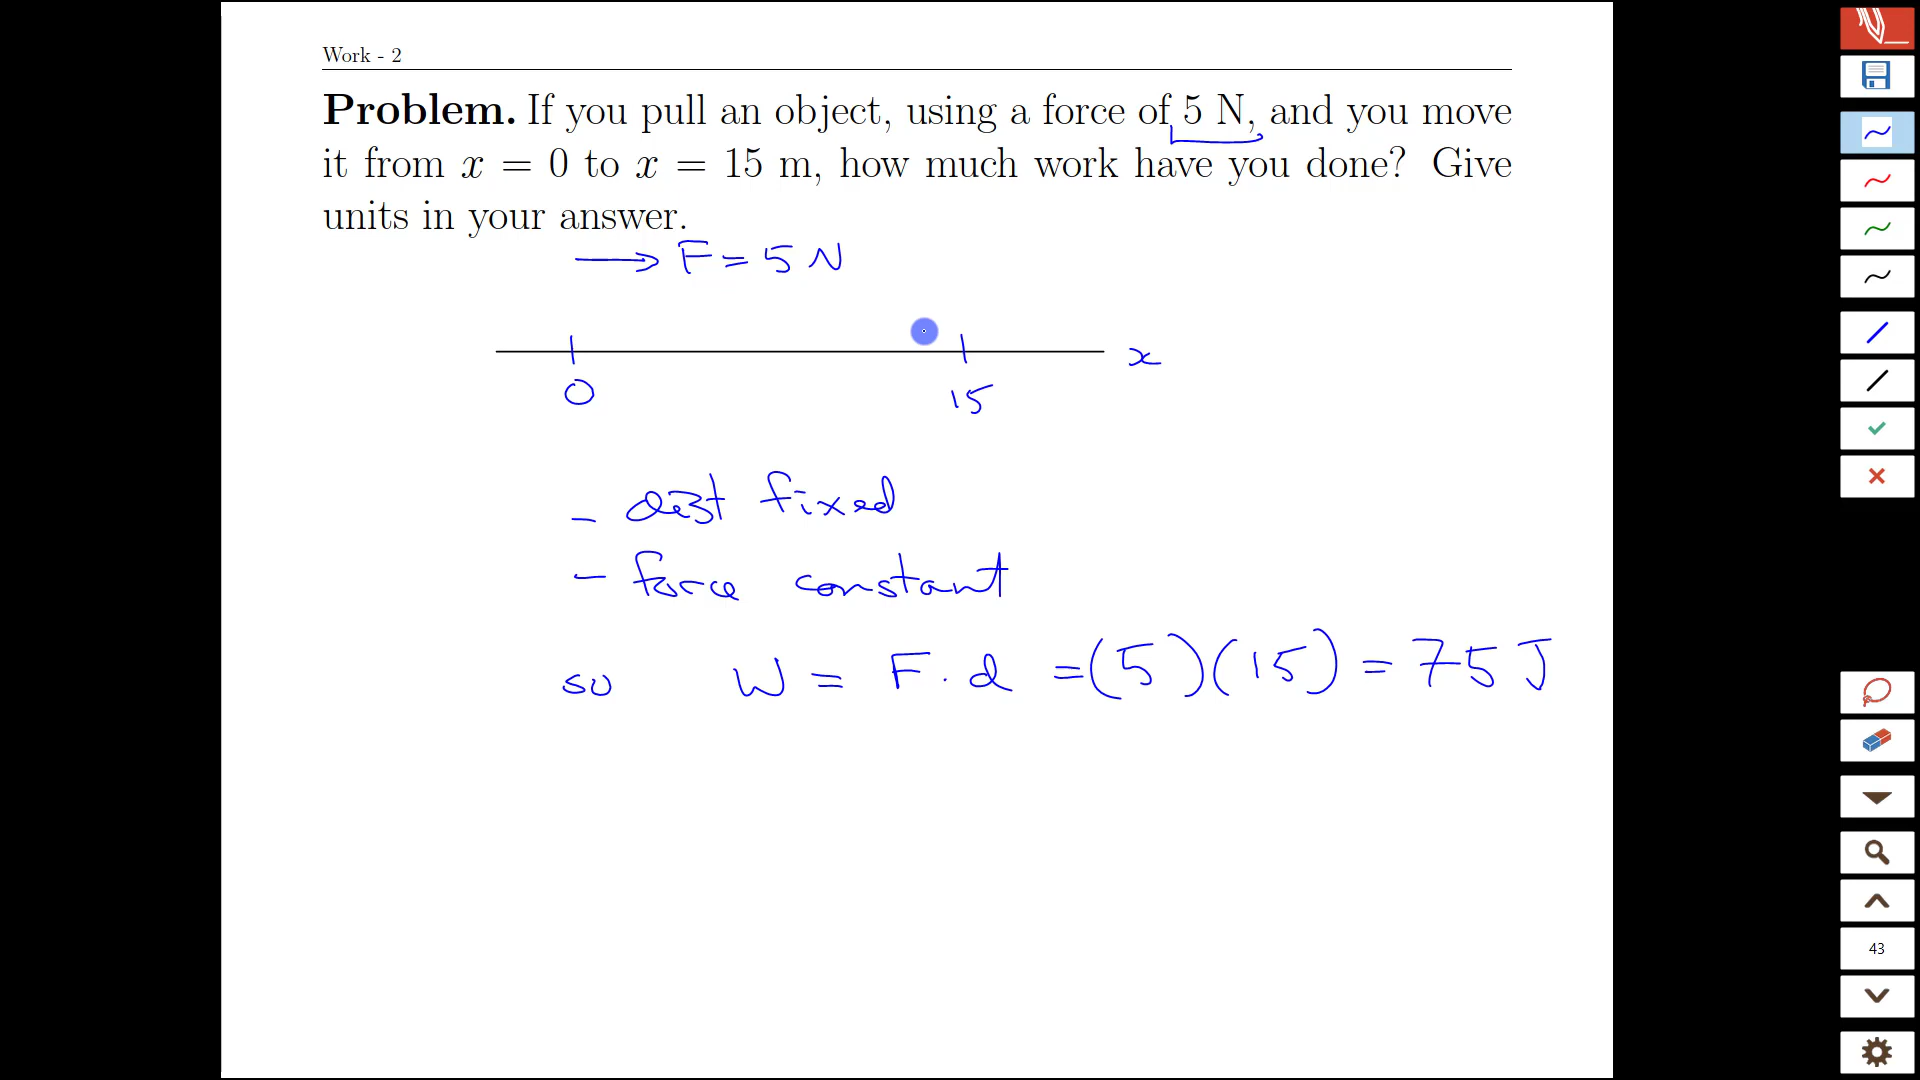 Work - 2
Problem. If you pull an object, using a force of 5 N, and you move
it from x = 0 to x = 15 m, how much work have you done? Give
units in your answer.
→ F = 5 N
x
0 15
- dist fixed
- force constant
so W = F · d = (5)(15) = 75 J
43